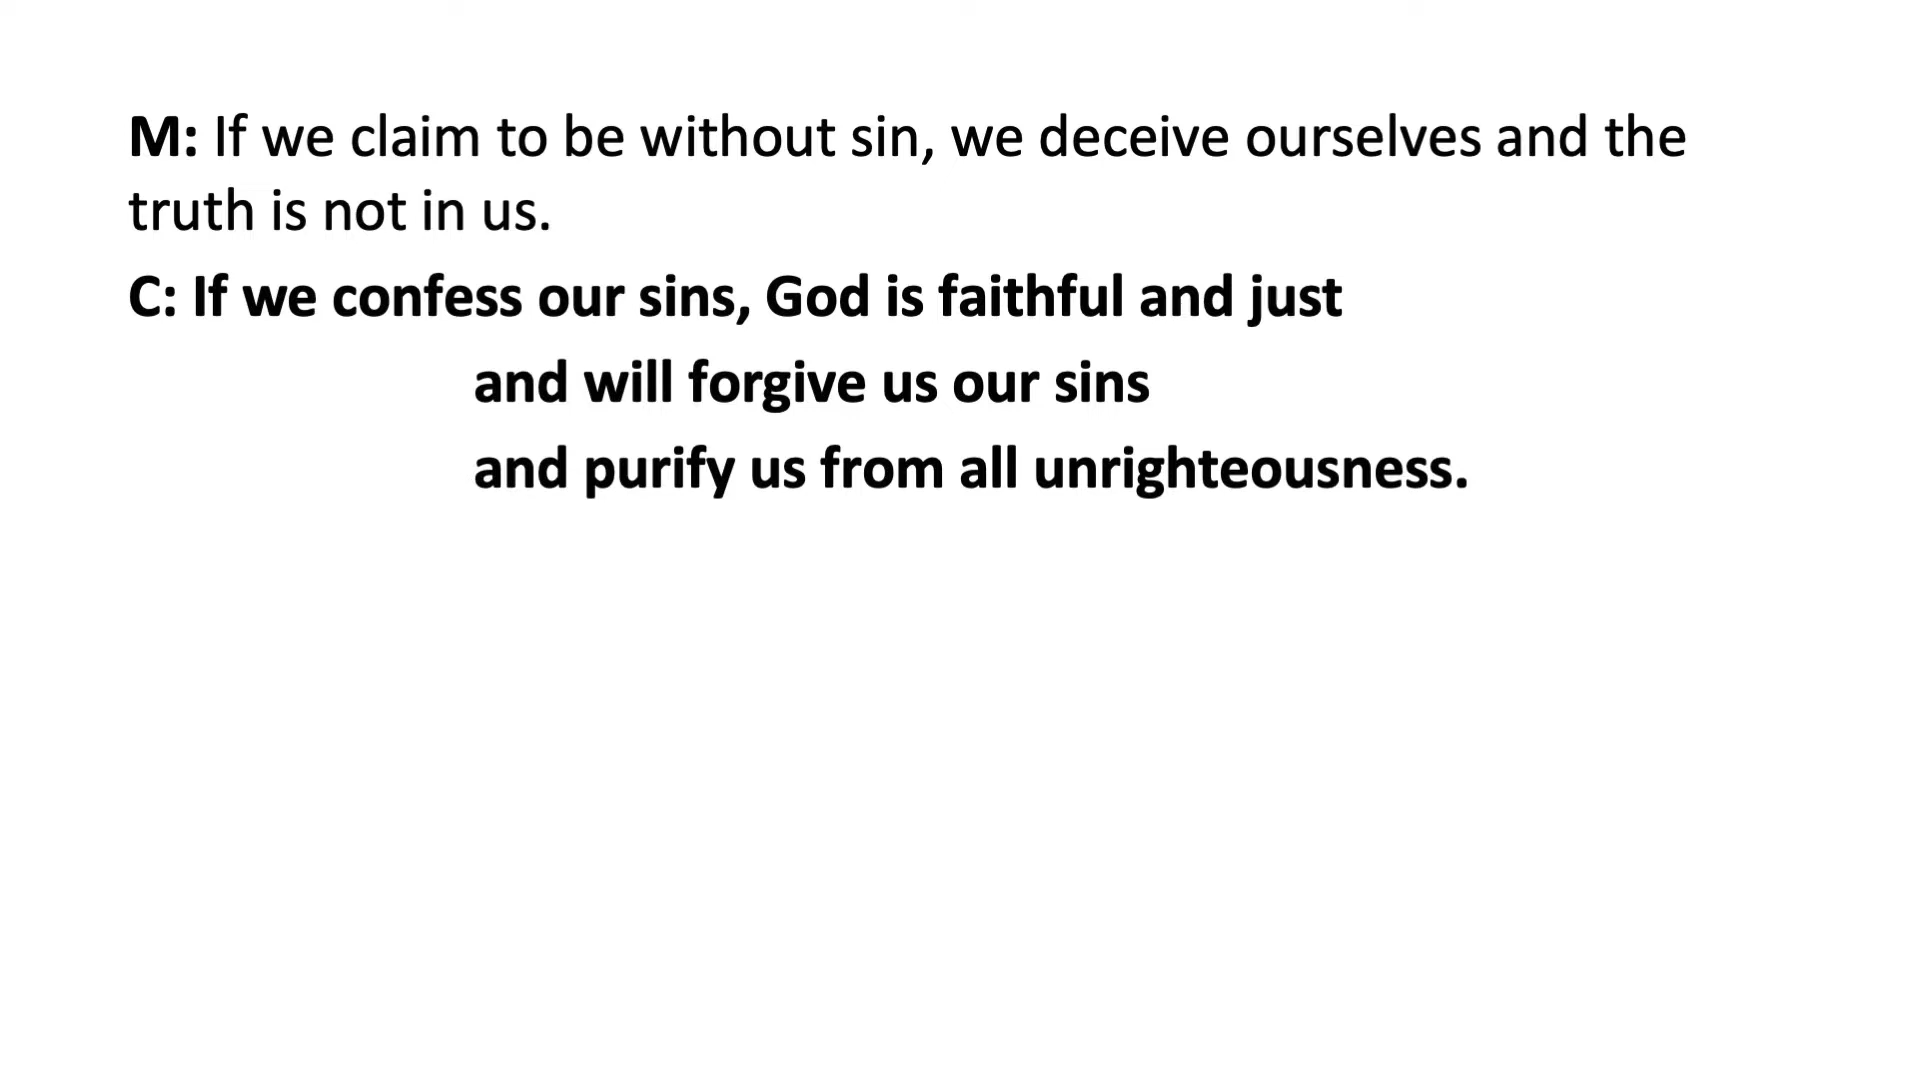 M: If we claim to be without sin, we deceive ourselves and the
truth is not in us.
C: If we confess our sins, God is faithful and just
and will forgive us our sins
and purify us from all unrighteousness.